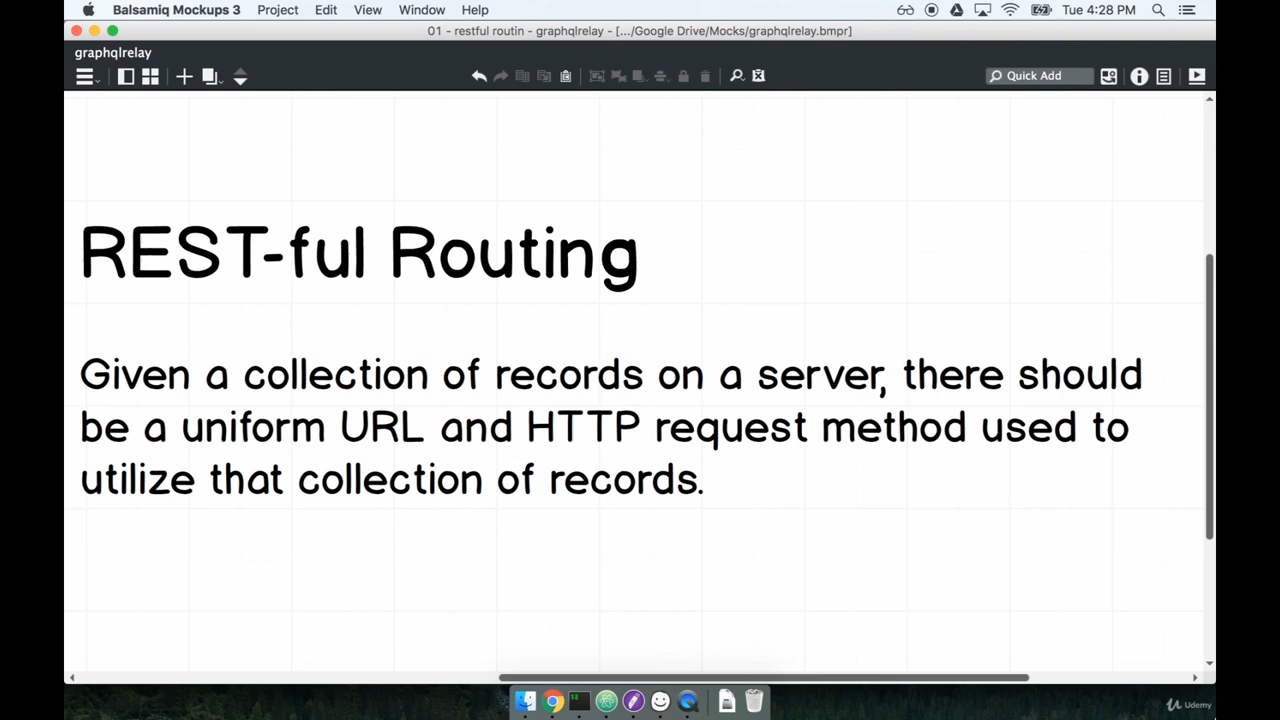 Balsamiq Mockups 3 Project Edit View Window Help Tue 4:28 PM
01 - restful routin - graphqlrelay - [.../Google Drive/Mocks/graphqlrelay.bmpr]
graphqlrelay
Quick Add
REST-ful Routing
Given a collection of records on a server, there should
be a uniform URL and HTTP request method used to
utilize that collection of records.
Udemy